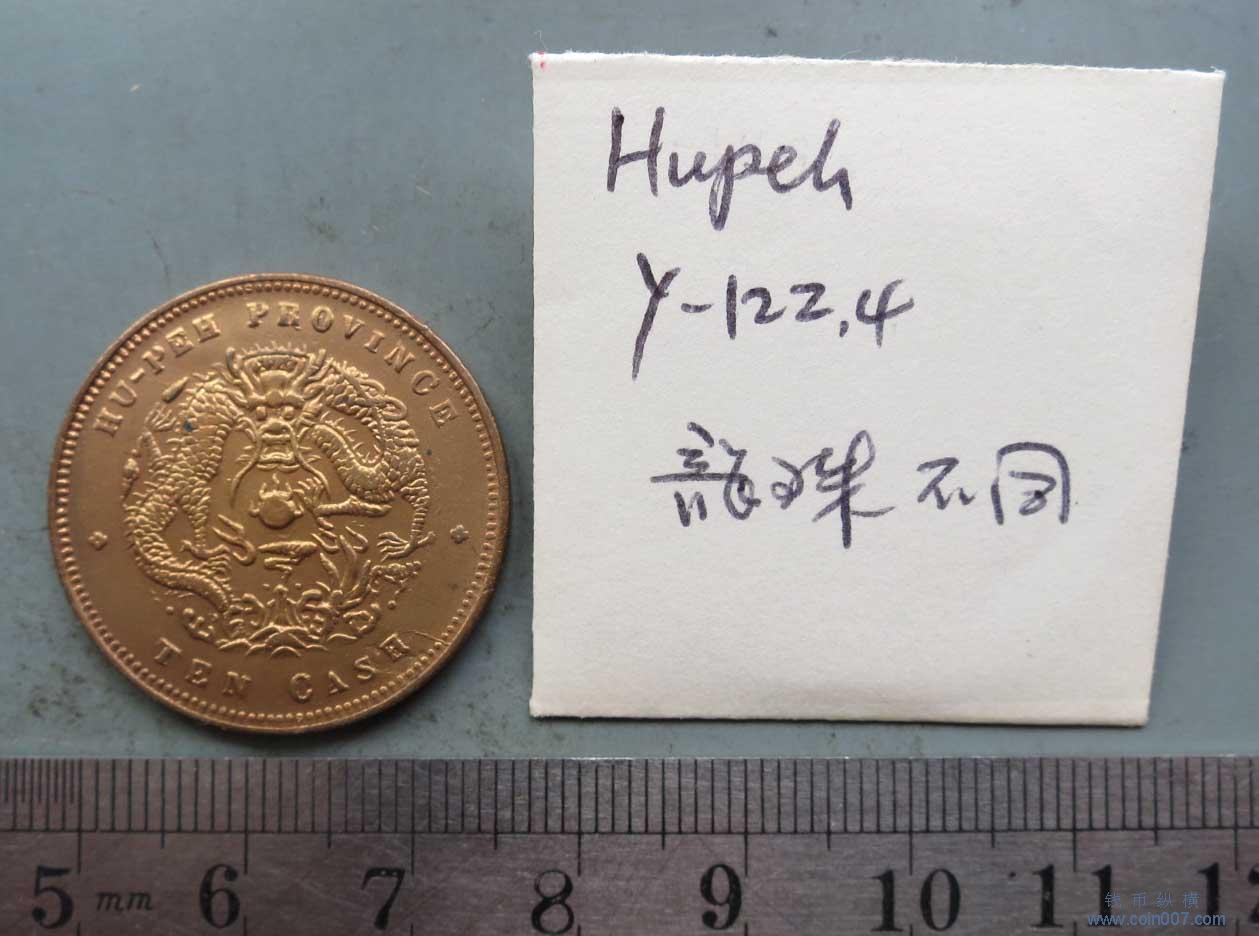 HU-PEH PROVINCE
TEN CASH
Hupeh
Y-122.4
龍珠不同
5 mm 6 7 8 9 10 11 12
钱币纵横
www.coin007.com